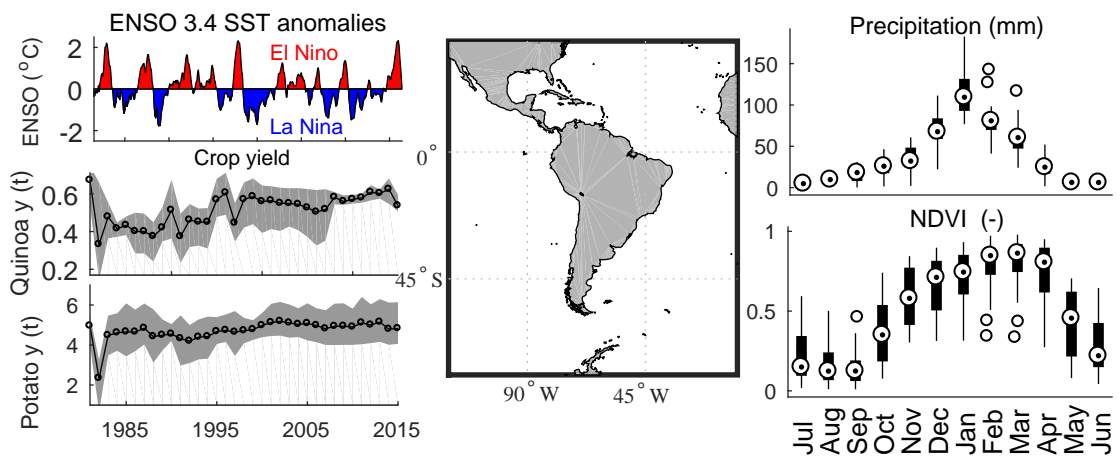 ENSO 3.4 SST anomalies
ENSO (°C)
2
0
-2
El Nino
La Nina
Crop yield
Quinoa y (t)
0.6
0.4
0.2
Potato y (t)
6
4
2
1985
1995
2005
2015
0°
45° S
90° W
45° W
Precipitation (mm)
150
100
50
0
NDVI (-)
1
0.5
0
Jul
Aug
Sep
Oct
Nov
Dec
Jan
Feb
Mar
Apr
May
Jun